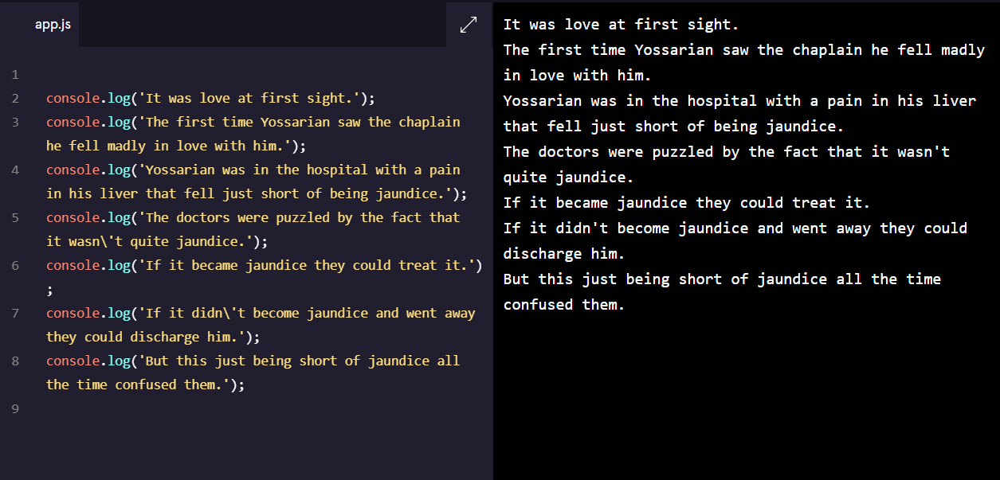 app.js
1
2 console.log('It was love at first sight.');
3 console.log('The first time Yossarian saw the chaplain
he fell madly in love with him.');
4 console.log('Yossarian was in the hospital with a pain
in his liver that fell just short of being jaundice.');
5 console.log('The doctors were puzzled by the fact that
it wasn\'t quite jaundice.');
6 console.log('If it became jaundice they could treat it.')
;
7 console.log('If it didn\'t become jaundice and went away
they could discharge him.');
8 console.log('But this just being short of jaundice all
the time confused them.');
9
It was love at first sight.
The first time Yossarian saw the chaplain he fell madly
in love with him.
Yossarian was in the hospital with a pain in his liver
that fell just short of being jaundice.
The doctors were puzzled by the fact that it wasn't
quite jaundice.
If it became jaundice they could treat it.
If it didn't become jaundice and went away they could
discharge him.
But this just being short of jaundice all the time
confused them.